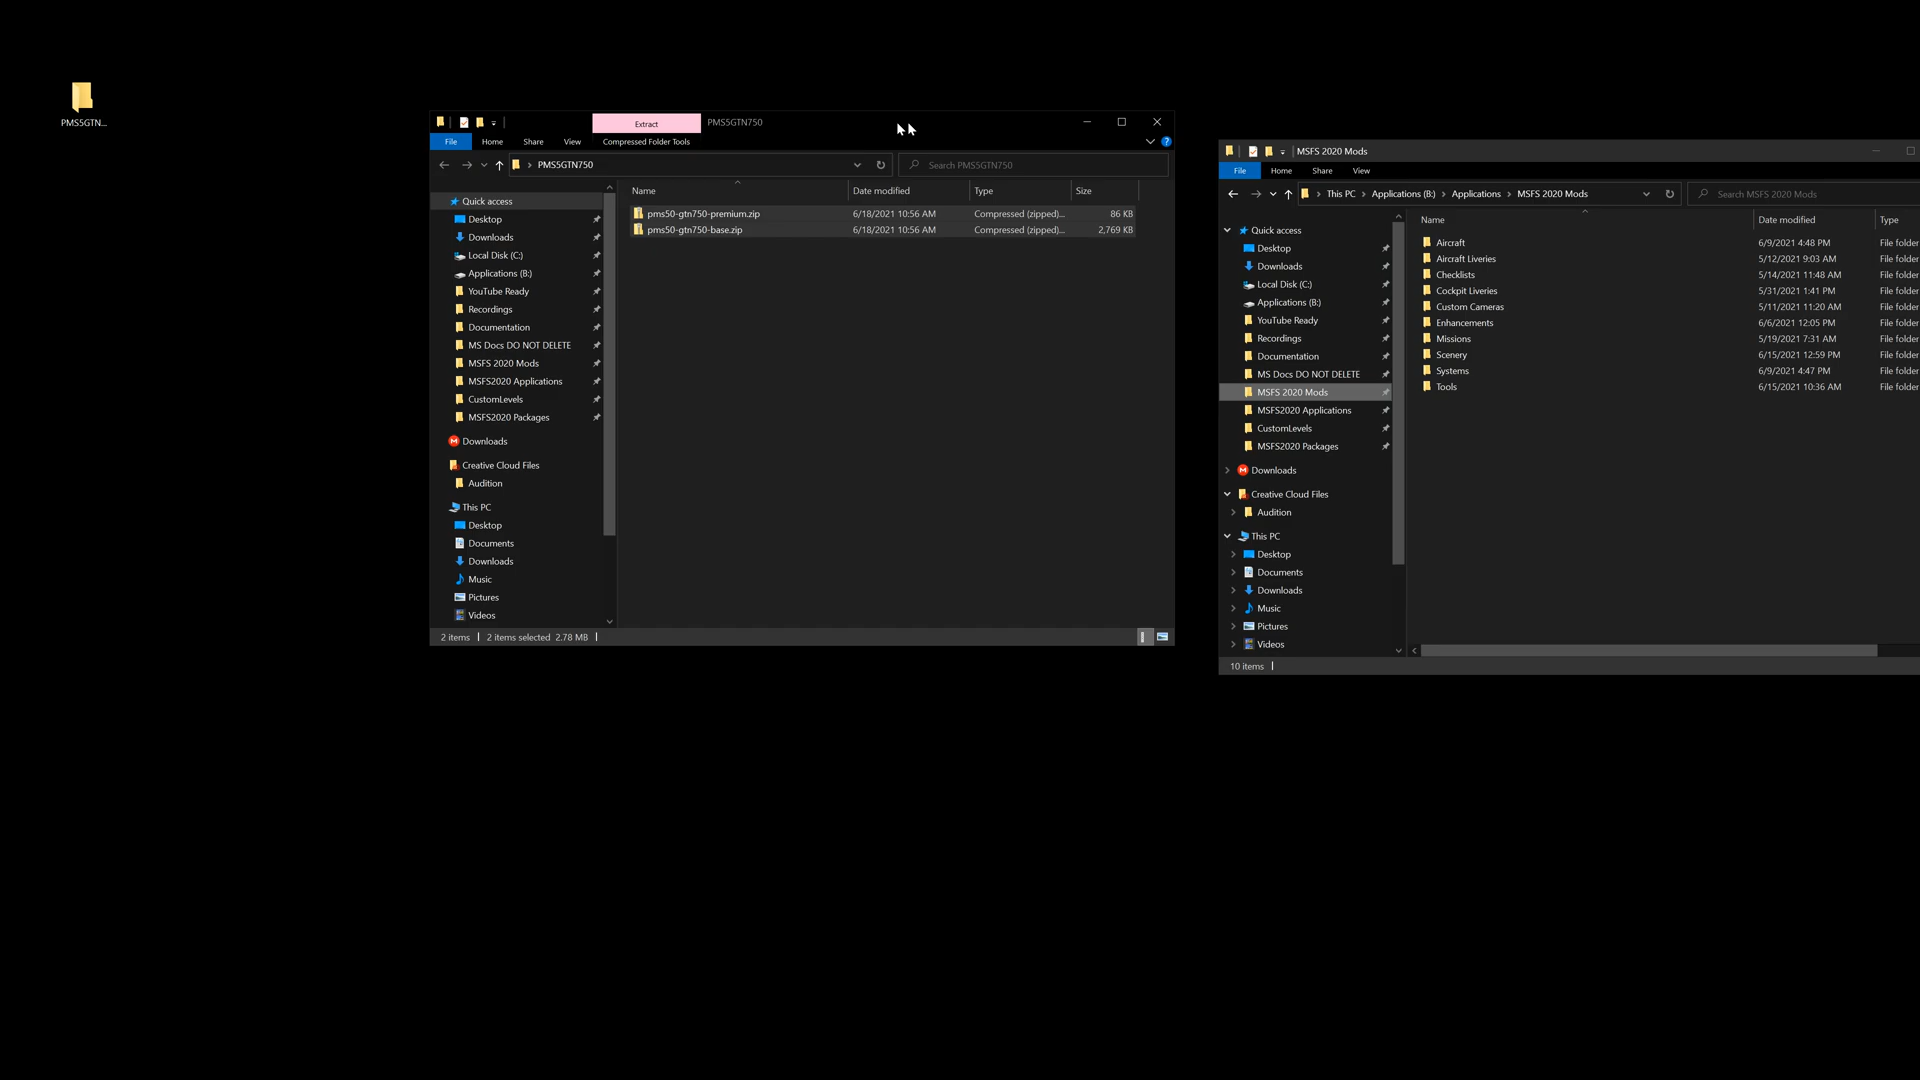 PMS5GTN...
Extract
PMS5GTN750
File
Home
Share
View
Compressed Folder Tools
PMS5GTN750
Search PMS5GTN750
Name
Date modified
Type
Size
Quick access
Desktop
Downloads
Local Disk (C:)
Applications (B:)
YouTube Ready
Recordings
Documentation
MS Docs DO NOT DELETE
MSFS 2020 Mods
MSFS2020 Applications
CustomLevels
MSFS2020 Packages
Downloads
Creative Cloud Files
Audition
This PC
Desktop
Documents
Downloads
Music
Pictures
Videos
pms50-gtn750-premium.zip 6/18/2021 10:56 AM Compressed (zipped)... 86 KB
pms50-gtn750-base.zip 6/18/2021 10:56 AM Compressed (zipped)... 2,769 KB
2 items 2 items selected 2.78 MB
MSFS 2020 Mods
File
Home
Share
View
This PC > Applications (B:) > Applications > MSFS 2020 Mods
Search MSFS 2020 Mods
Name
Date modified
Type
Quick access
Desktop
Downloads
Local Disk (C:)
Applications (B:)
YouTube Ready
Recordings
Documentation
MS Docs DO NOT DELETE
MSFS 2020 Mods
MSFS2020 Applications
CustomLevels
MSFS2020 Packages
Downloads
Creative Cloud Files
Audition
This PC
Desktop
Documents
Downloads
Music
Pictures
Videos
Aircraft 6/9/2021 4:48 PM File folder
Aircraft Liveries 5/12/2021 9:03 AM File folder
Checklists 5/14/2021 11:48 AM File folder
Cockpit Liveries 5/31/2021 1:41 PM File folder
Custom Cameras 5/11/2021 11:20 AM File folder
Enhancements 6/6/2021 12:05 PM File folder
Missions 5/19/2021 7:31 AM File folder
Scenery 6/15/2021 12:59 PM File folder
Systems 6/9/2021 4:47 PM File folder
Tools 6/15/2021 10:36 AM File folder
10 items